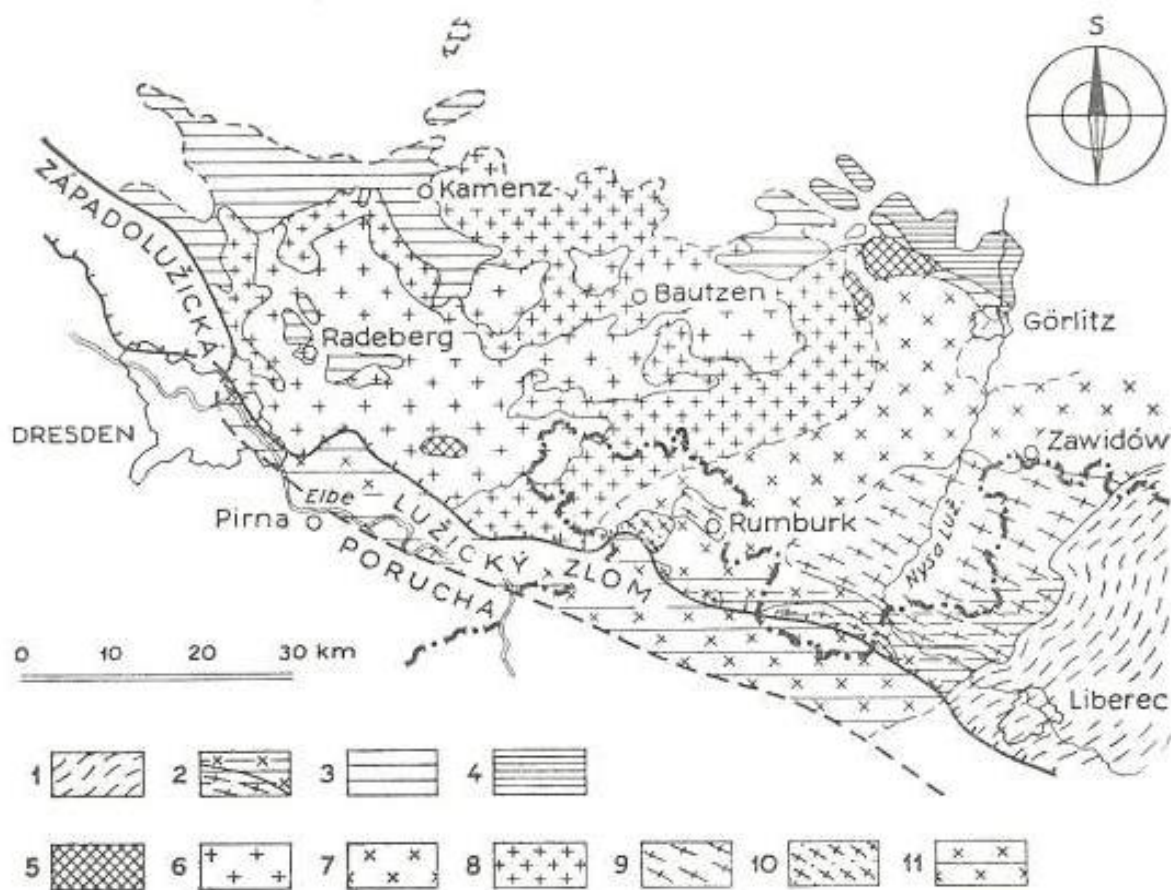 S
Kamenz
ZÁPADOLUŽICKÁ
Bautzen
Görlitz
Radeberg
DRESDEN
Zawidów
Elbe
Pirna
LUŽICKÝ ZLOM
Rumburk
Nysa Luž.
PORUCHA
0 10 20 30 km
Liberec
1 2 3 4
5 6 7 8 9 10 11